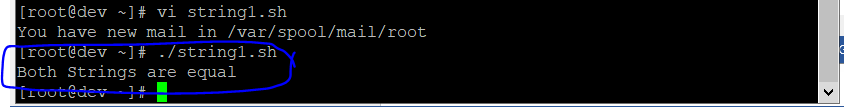 [root@dev ~]# vi string1.sh
You have new mail in /var/spool/mail/root
[root@dev ~]# ./string1.sh
Both Strings are equal
[root@dev ~]#